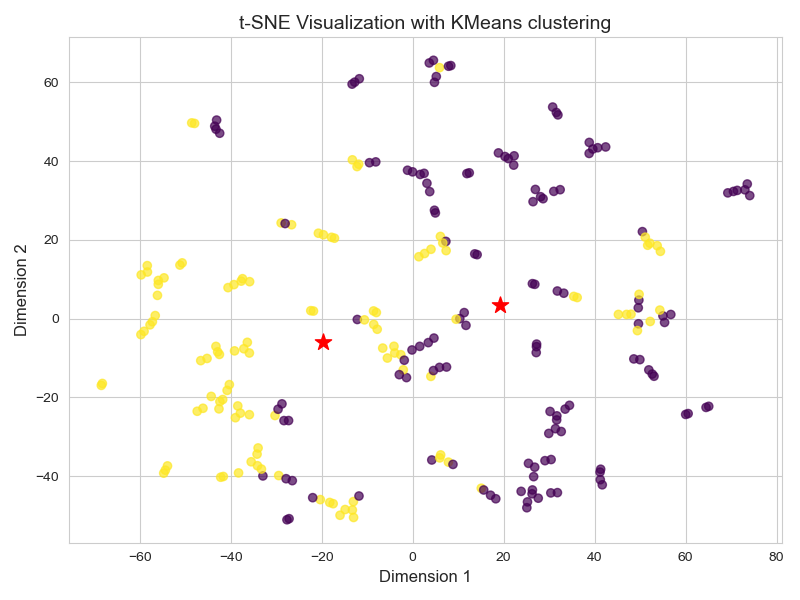 t-SNE Visualization with KMeans clustering
60
40
20
0
−20
−40
Dimension 2
−60 −40 −20 0 20 40 60 80
Dimension 1